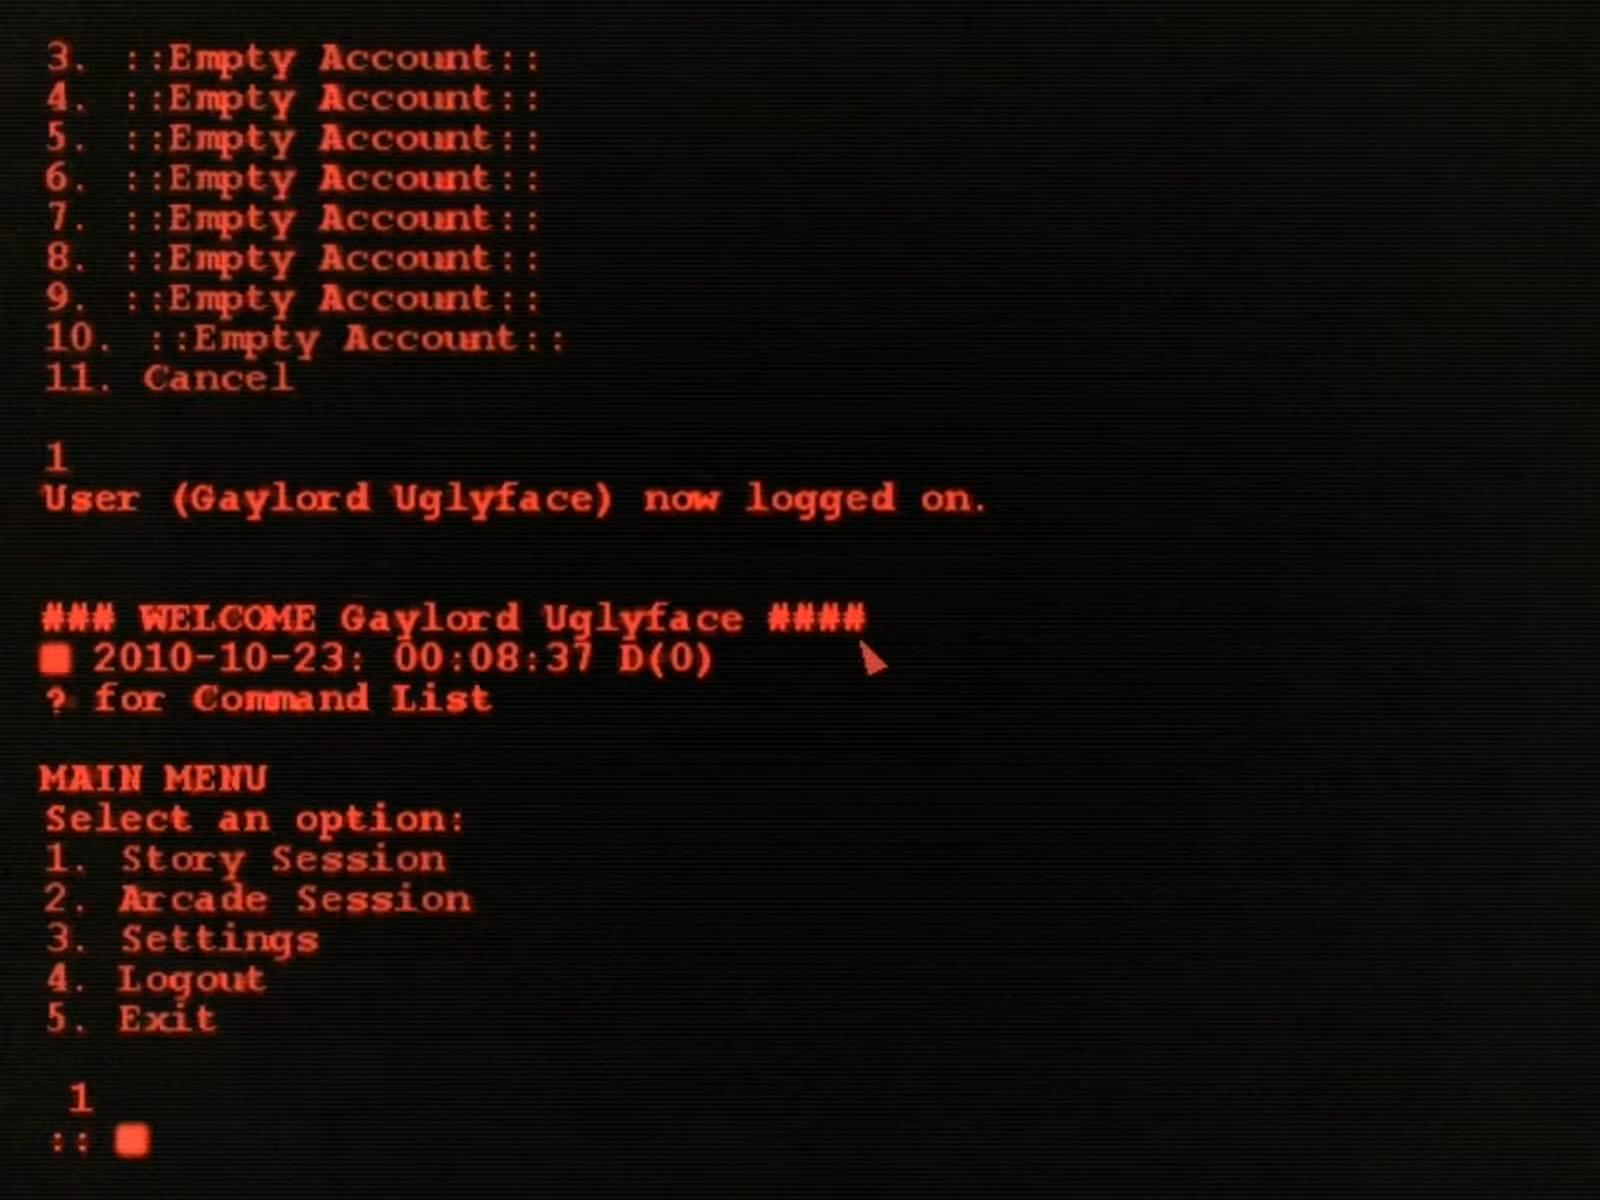 3. ::Empty Account::
4. ::Empty Account::
5. ::Empty Account::
6. ::Empty Account::
7. ::Empty Account::
8. ::Empty Account::
9. ::Empty Account::
10. ::Empty Account::
11. Cancel
1
User (Gaylord Uglyface) now logged on.
### WELCOME Gaylord Uglyface ####
2010-10-23: 00:08:37 D(0)
? for Command List
MAIN MENU
Select an option:
1. Story Session
2. Arcade Session
3. Settings
4. Logout
5. Exit
1
::